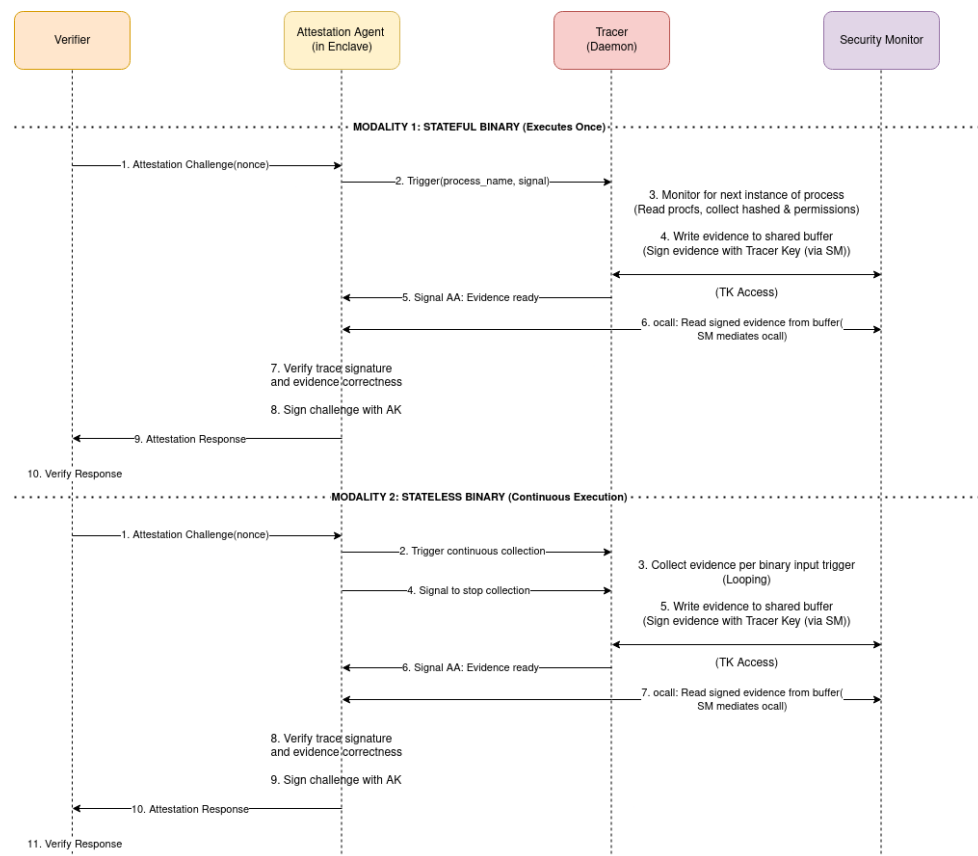 Verifier
Attestation Agent
(in Enclave)
Tracer
(Daemon)
Security Monitor
MODALITY 1: STATEFUL BINARY (Executes Once)
1. Attestation Challenge(nonce)
2. Trigger(process_name, signal)
3. Monitor for next instance of process
(Read procfs, collect hashed & permissions)
4. Write evidence to shared buffer
(Sign evidence with Tracer Key (via SM))
(TK Access)
5. Signal AA: Evidence ready
6. ocall: Read signed evidence from buffer(
SM mediates ocall)
7. Verify trace signature
and evidence correctness
8. Sign challenge with AK
9. Attestation Response
10. Verify Response
MODALITY 2: STATELESS BINARY (Continuous Execution)
1. Attestation Challenge(nonce)
2. Trigger continuous collection
3. Collect evidence per binary input trigger
(Looping)
4. Signal to stop collection
5. Write evidence to shared buffer
(Sign evidence with Tracer Key (via SM))
(TK Access)
6. Signal AA: Evidence ready
7. ocall: Read signed evidence from buffer(
SM mediates ocall)
8. Verify trace signature
and evidence correctness
9. Sign challenge with AK
10. Attestation Response
11. Verify Response